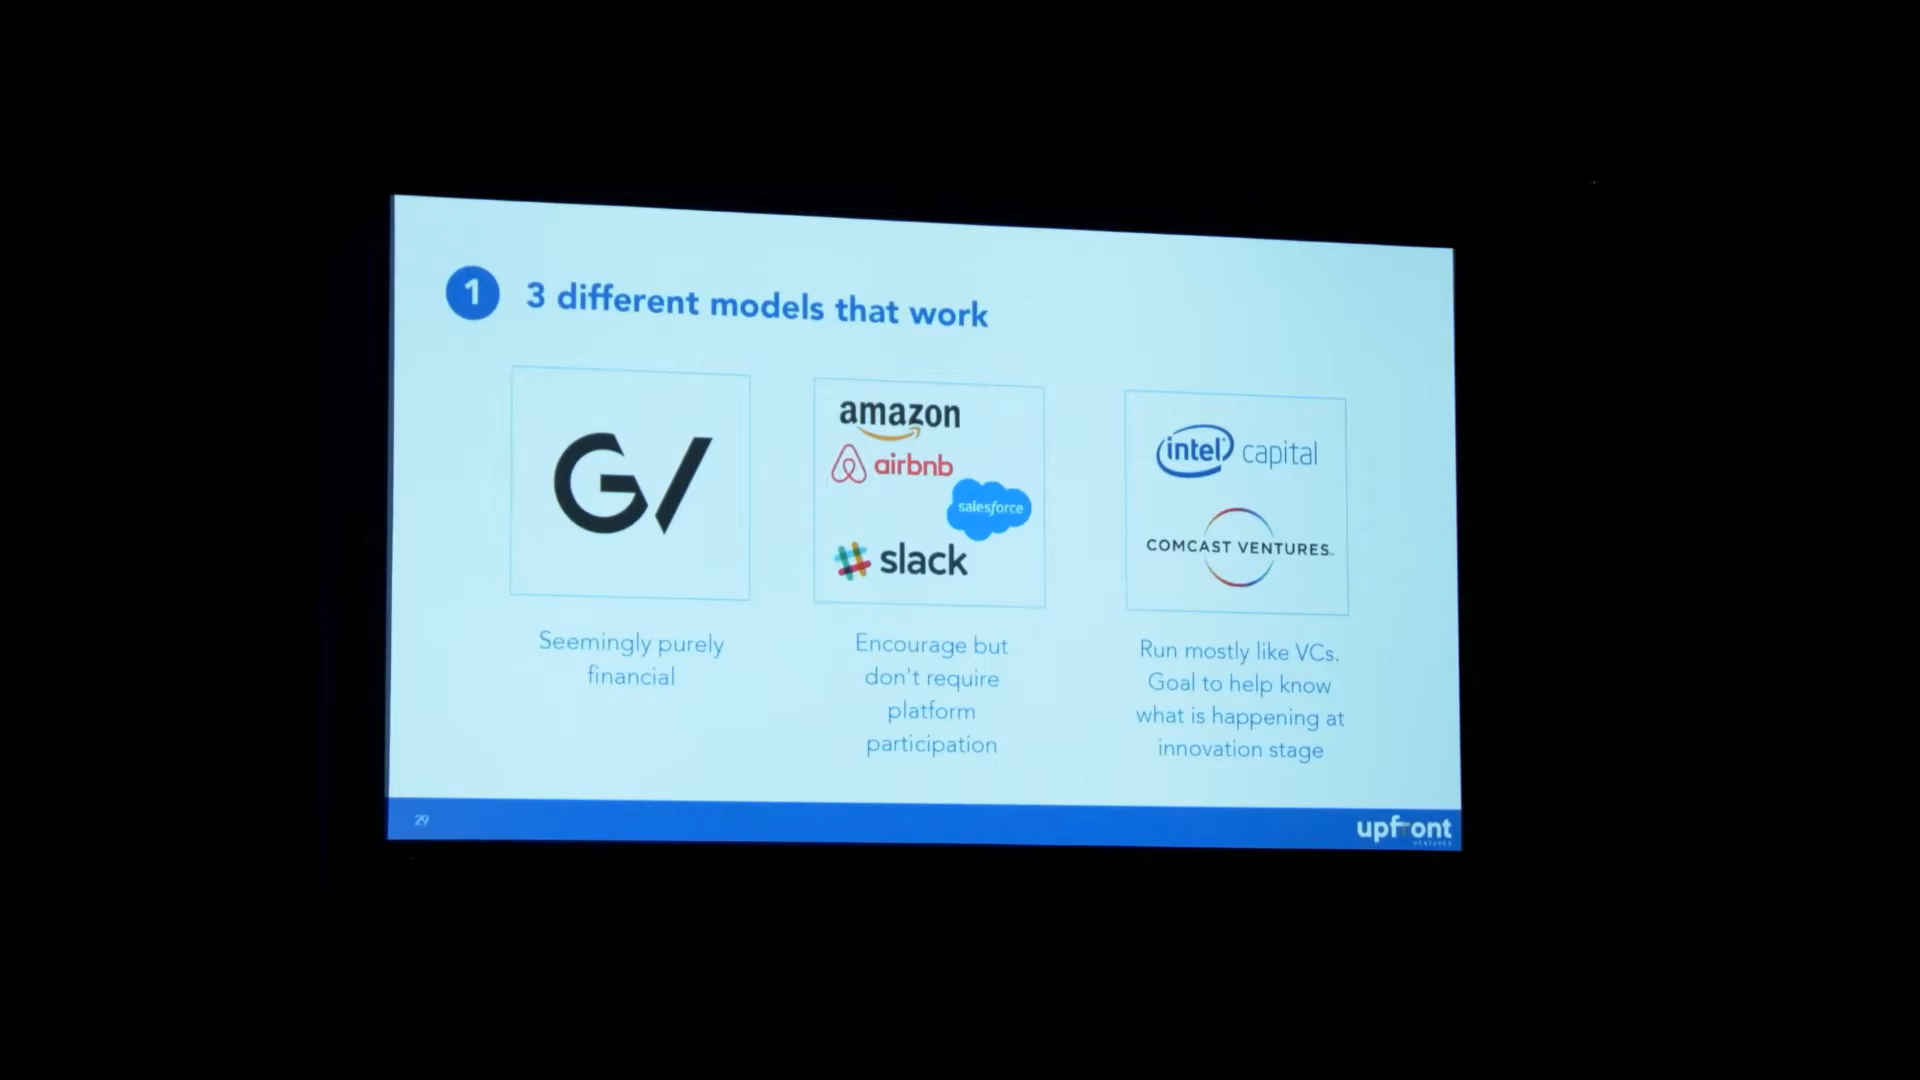 1 3 different models that work
GV
amazon
airbnb
salesforce
slack
intel capital
COMCAST VENTURES™
Seemingly purely
financial
Encourage but
don't require
platform
participation
Run mostly like VCs.
Goal to help know
what is happening at
innovation stage
29
upfront
VENTURES